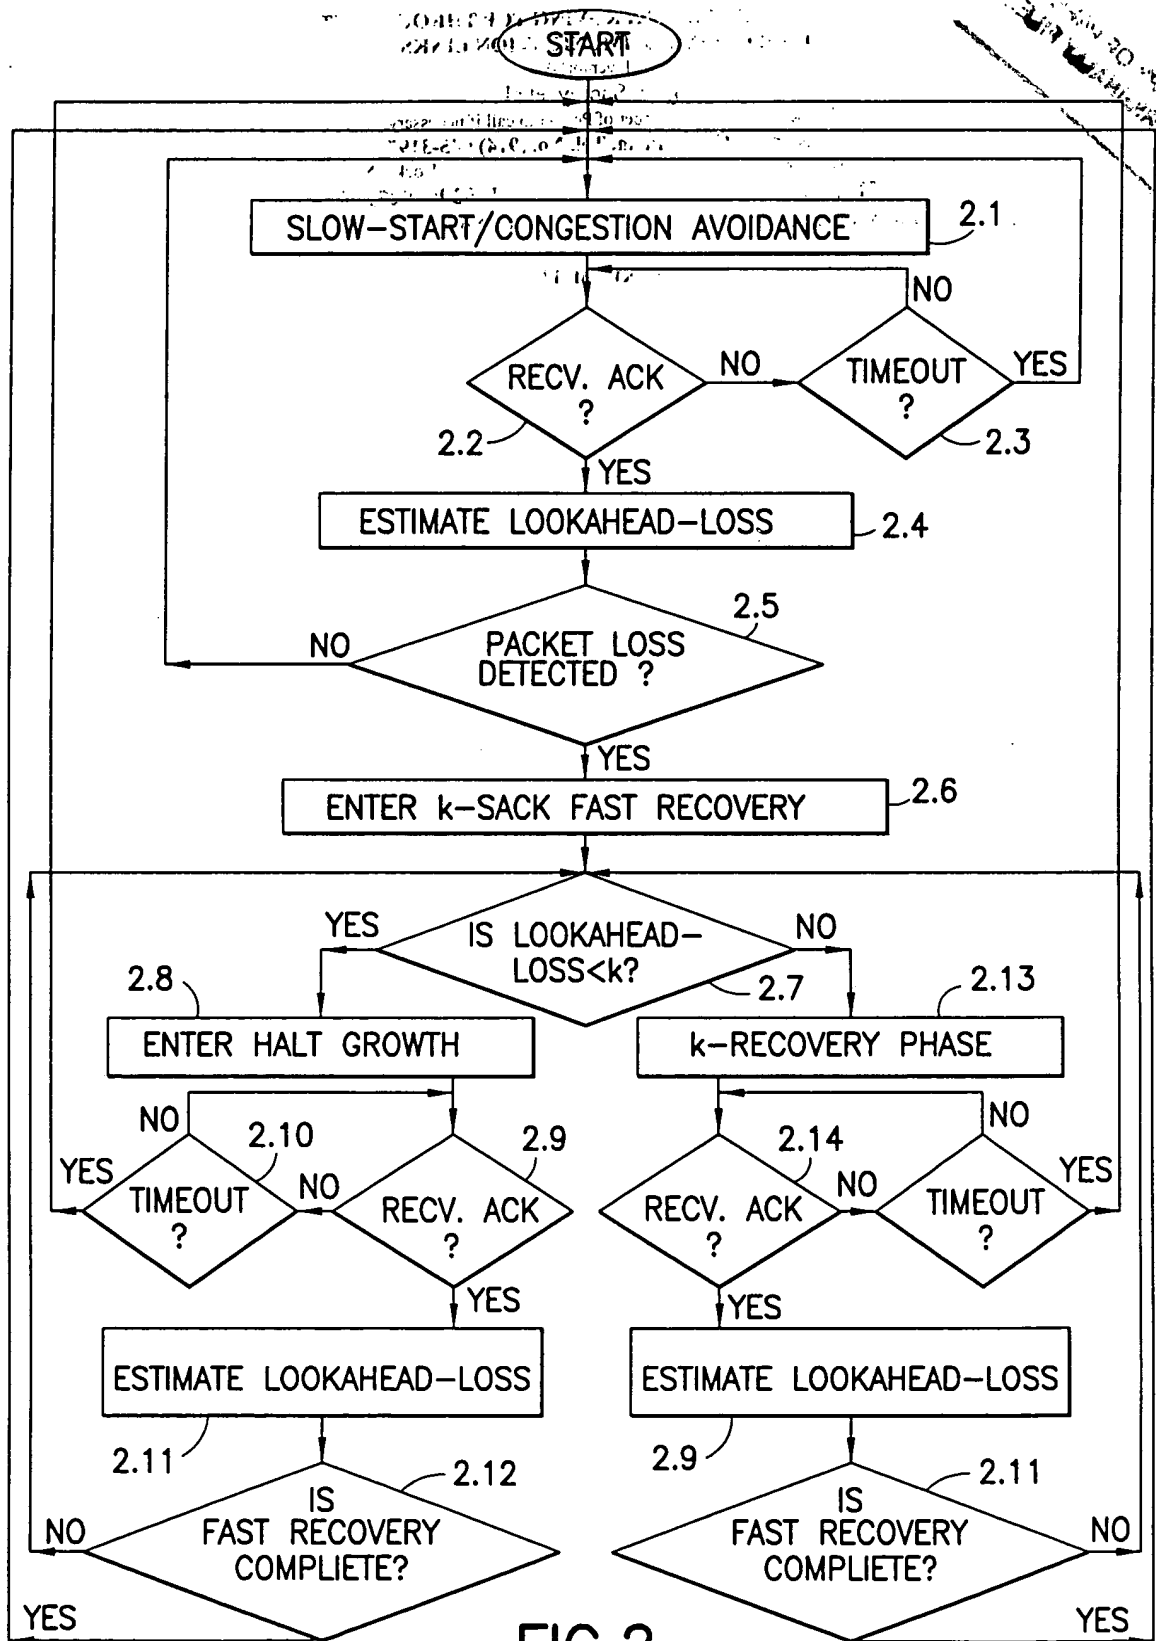 START
SLOW-START/CONGESTION AVOIDANCE
2.1
NO
RECV. ACK
?
NO
TIMEOUT
?
YES
2.2
2.3
YES
ESTIMATE LOOKAHEAD-LOSS
2.4
2.5
NO
PACKET LOSS
DETECTED ?
YES
ENTER k-SACK FAST RECOVERY
2.6
YES
IS LOOKAHEAD-
LOSS<k?
NO
2.7
2.8
2.13
ENTER HALT GROWTH
k-RECOVERY PHASE
NO
NO
2.10
2.9
2.14
YES
TIMEOUT
?
NO
RECV. ACK
?
RECV. ACK
?
NO
TIMEOUT
?
YES
YES
YES
ESTIMATE LOOKAHEAD-LOSS
ESTIMATE LOOKAHEAD-LOSS
2.11
2.9
2.12
2.11
NO
IS
FAST RECOVERY
COMPLIETE?
IS
FAST RECOVERY
COMPLIETE?
NO
YES
YES
FIG.2